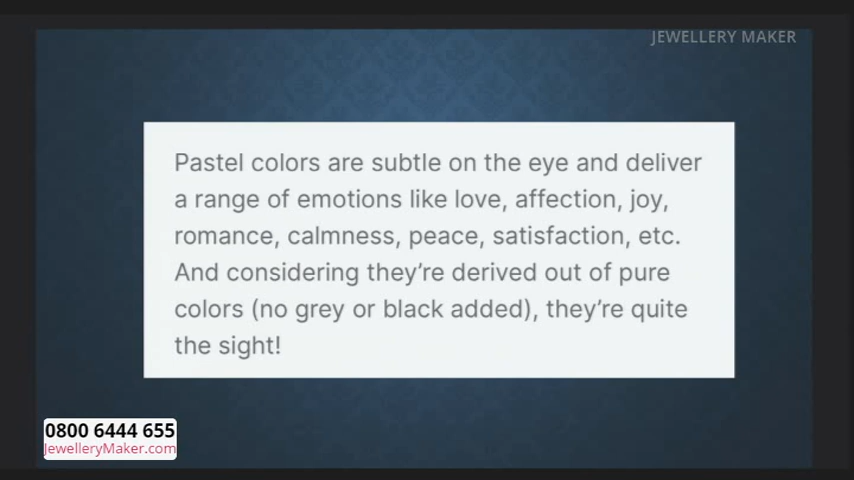 JEWELLERY MAKER
Pastel colors are subtle on the eye and deliver
a range of emotions like love, affection, joy,
romance, calmness, peace, satisfaction, etc.
And considering they’re derived out of pure
colors (no grey or black added), they’re quite
the sight!
0800 6444 655
JewelleryMaker.com